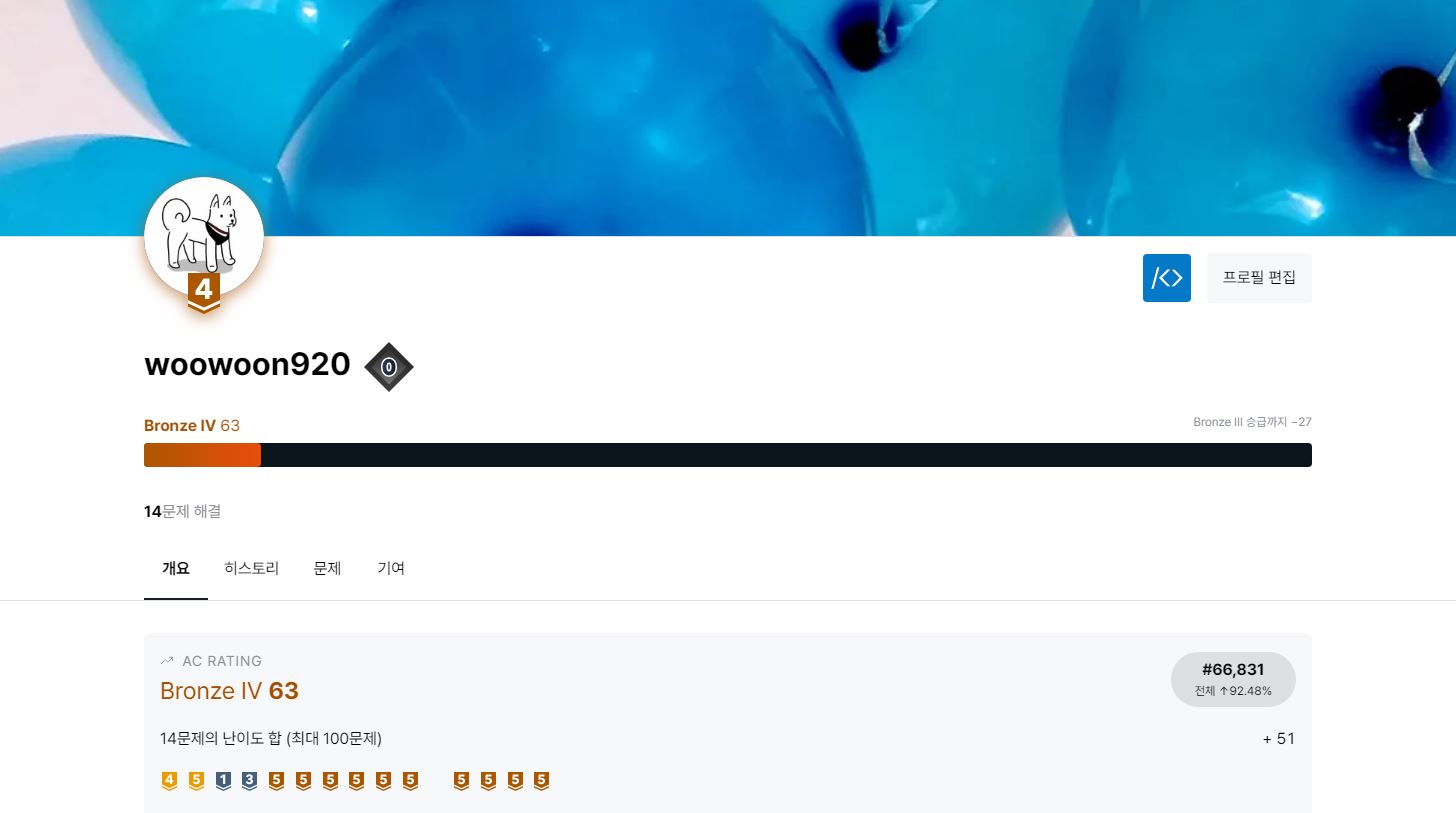 4
/<>
프로필 편집
woowoon920
0
Bronze IV 63
Bronze III 승급까지 −27
14문제 해결
개요 히스토리 문제 기여
AC RATING
Bronze IV 63
#66,831
전체 ↑92.48%
14문제의 난이도 합 (최대 100문제)
+ 51
4 5 1 3 5 5 5 5 5 5 5 5 5 5